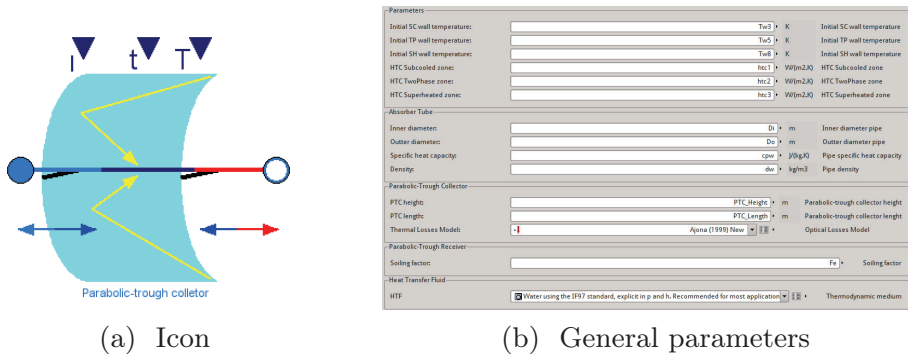 I t T
Parabolic-trough colletor
(a) Icon
Parameters
Initial SC wall temperature: Tw3 K Initial SC wall temperature
Initial TP wall temperature: Tw5 K Initial TP wall temperature
Initial SH wall temperature: Tw8 K Initial SH wall temperature
HTC Subcooled zone: htc1 W/(m2.K) HTC Subcooled zone
HTC TwoPhase zone: htc2 W/(m2.K) HTC TwoPhase zone
HTC Superheated zone: htc3 W/(m2.K) HTC Superheated zone
Absorber Tube
Inner diameter: Di m Inner diameter pipe
Outter diameter: Do m Outter diameter pipe
Specific heat capacity: cpw J/(kg.K) Pipe specific heat capacity
Density: dw kg/m3 Pipe density
Parabolic-Trough Collector
PTC height: PTC_Height m Parabolic-trough collector height
PTC length: PTC_Length m Parabolic-trough collector lenght
Thermal Losses Model: Ajona (1999) New Optical Losses Model
Parabolic-Trough Receiver
Soiling factor: Fe Soiling factor
Heat Transfer Fluid
HTF Water using the IF97 standard, explicit in p and h. Recommended for most application Thermodynamic medium
(b) General parameters